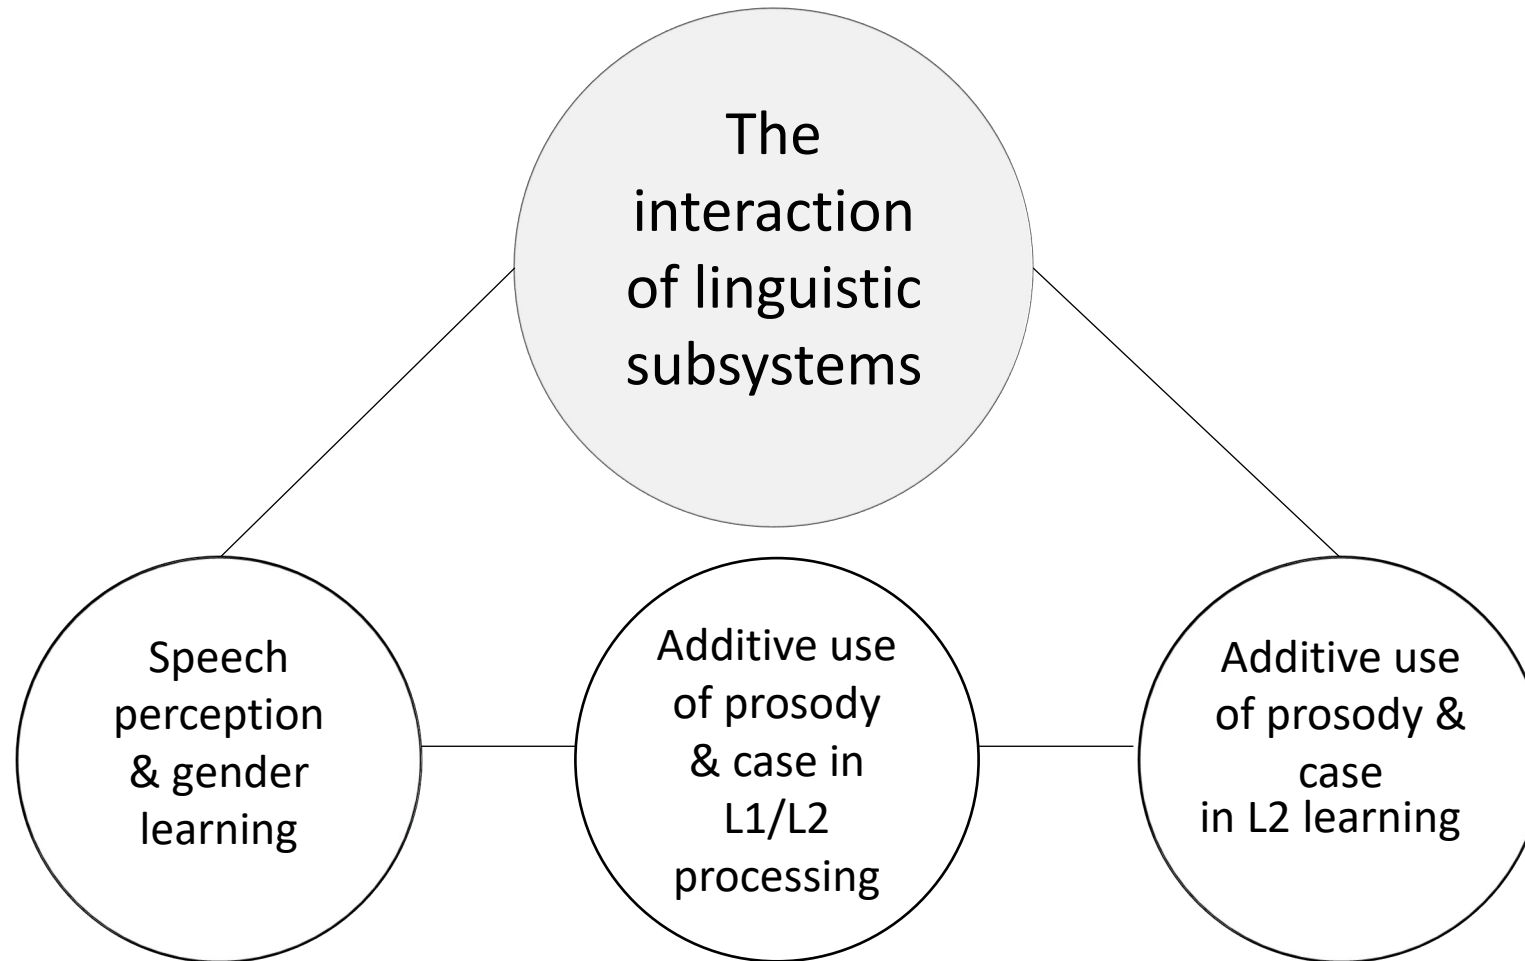 The
interaction
of linguistic
subsystems
Speech
perception
& gender
learning
Additive use
of prosody
& case in
L1/L2
processing
Additive use
of prosody &
case
in L2 learning